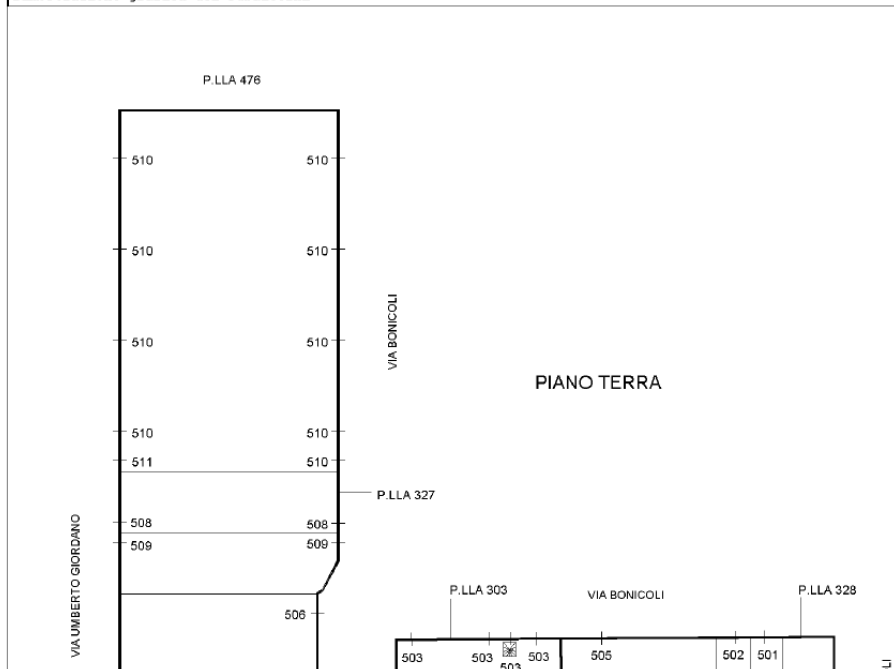 P.LLA 476
510 510
510 510
VIA BONICOLI
510 510
PIANO TERRA
510 510
511 510
P.LLA 327
VIA UMBERTO GIORDANO
508 508
509 509
P.LLA 303
VIA BONICOLI
P.LLA 328
506
503 503 503 505 502 501
503
LI